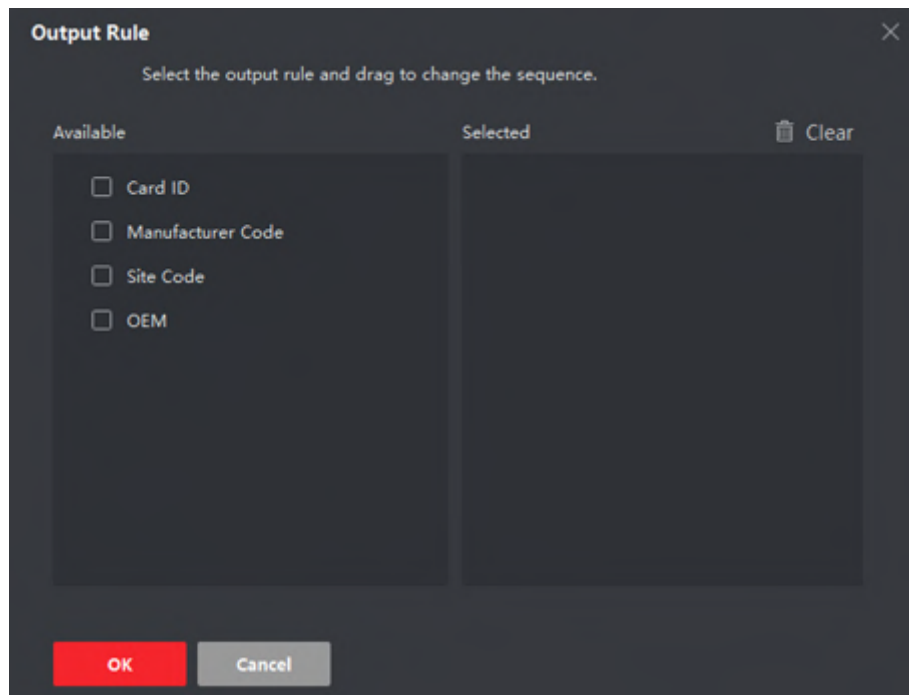 Output Rule
Select the output rule and drag to change the sequence.
Available
Selected
Clear
Card ID
Manufacturer Code
Site Code
OEM
OK
Cancel